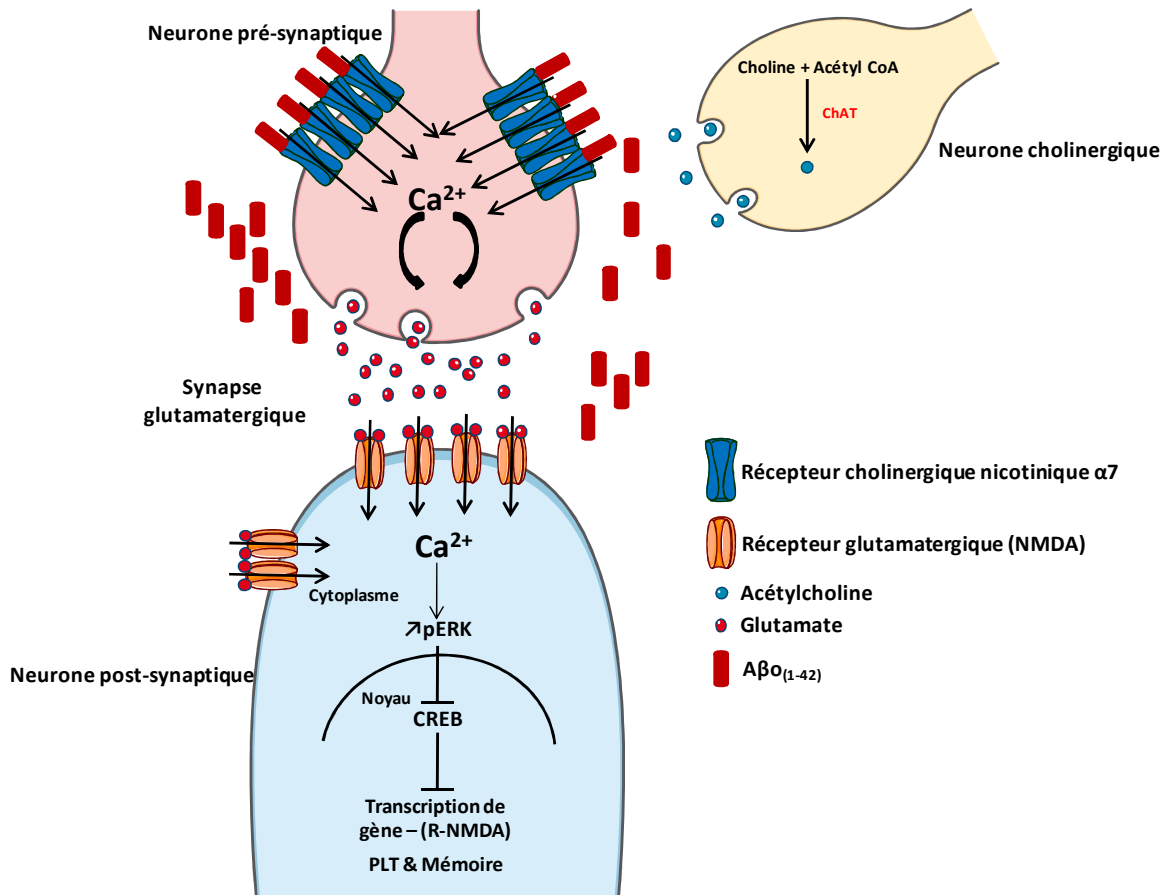 Neurone pré-synaptique
Choline + Acétyl CoA
ChAT
Neurone cholinergique
Ca²⁺
Synapse
glutamatergique
Récepteur cholinergique nicotinique α7
Récepteur glutamatergique (NMDA)
Acétylcholine
Glutamate
Aβo₍₁₋₄₂₎
Ca²⁺
Cytoplasme
↗pERK
Neurone post-synaptique
Noyau
CREB
Transcription de
gène – (R-NMDA)
PLT & Mémoire